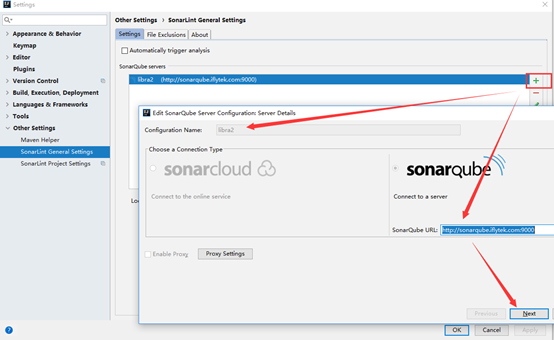 Settings
Other Settings > SonarLint General Settings
Appearance & Behavior
Keymap
Editor
Plugins
Version Control
Build, Execution, Deployment
Languages & Frameworks
Tools
Other Settings
Maven Helper
SonarLint General Settings
SonarLint Project Settings
Settings
File Exclusions
About
Automatically trigger analysis
SonarQube servers
libra2 (http://sonarqube.iflytek.com:9000)
Edit SonarQube Server Configuration: Server Details
Configuration Name:
libra2
Choose a Connection Type
sonarcloud
sonarqube
Connect to the online service
Connect to a server
SonarQube URL:
http://sonarqube.iflytek.com:9000
Enable Proxy
Proxy Settings
Previous
Next
OK
Cancel
Apply